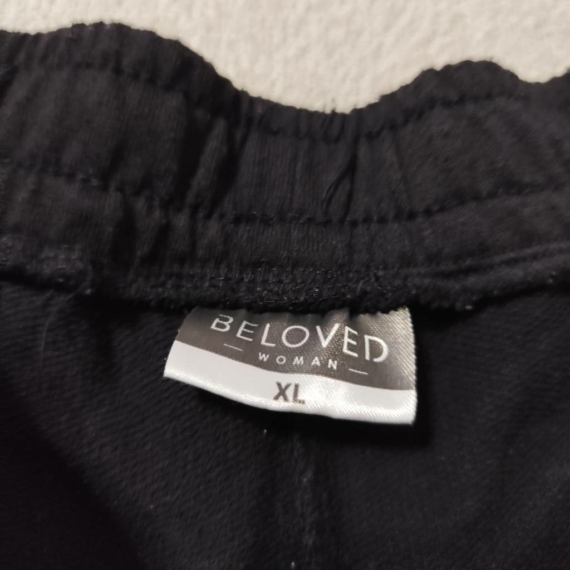 BELOVED
— WOMAN —
XL